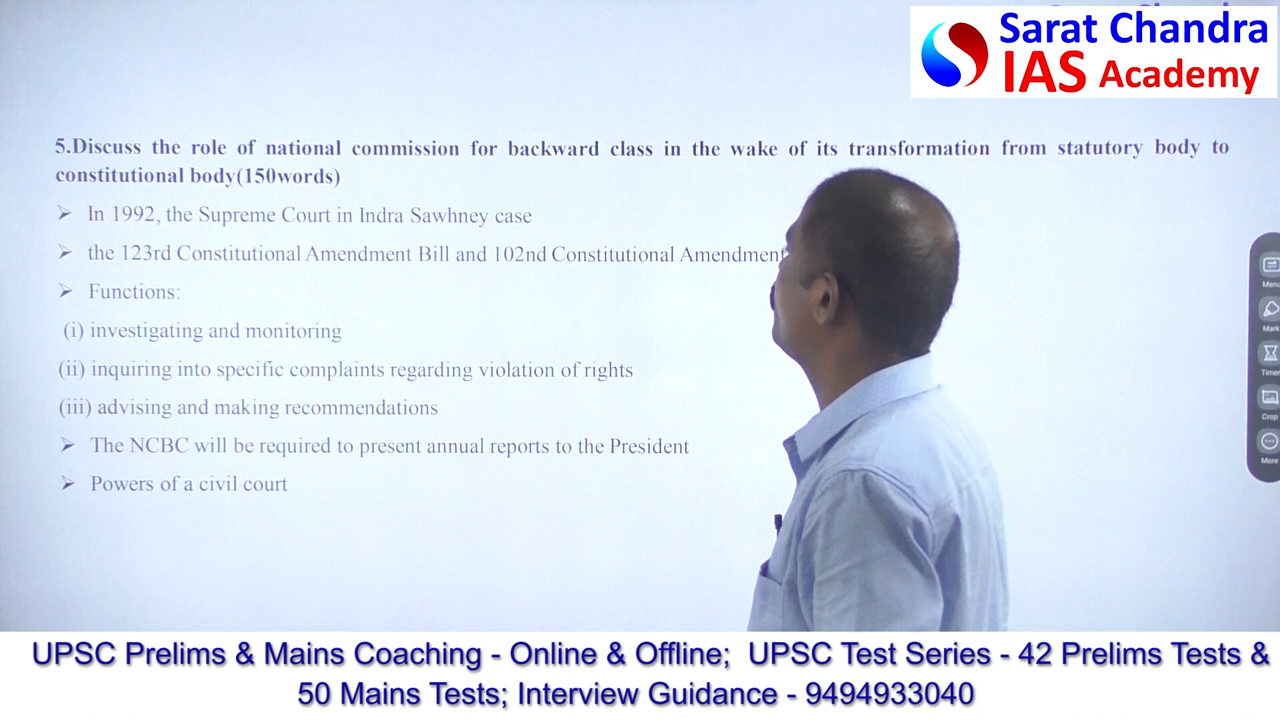 Sarat Chandra
IAS Academy
5.Discuss the role of national commission for backward class in the wake of its transformation from statutory body to
constitutional body(150words)
➢ In 1992, the Supreme Court in Indra Sawhney case
➢ the 123rd Constitutional Amendment Bill and 102nd Constitutional Amendment
➢ Functions:
(i) investigating and monitoring
(ii) inquiring into specific complaints regarding violation of rights
(iii) advising and making recommendations
➢ The NCBC will be required to present annual reports to the President
➢ Powers of a civil court
Menu
Mark
Timer
Crop
More
UPSC Prelims & Mains Coaching - Online & Offline; UPSC Test Series - 42 Prelims Tests &
50 Mains Tests; Interview Guidance - 9494933040